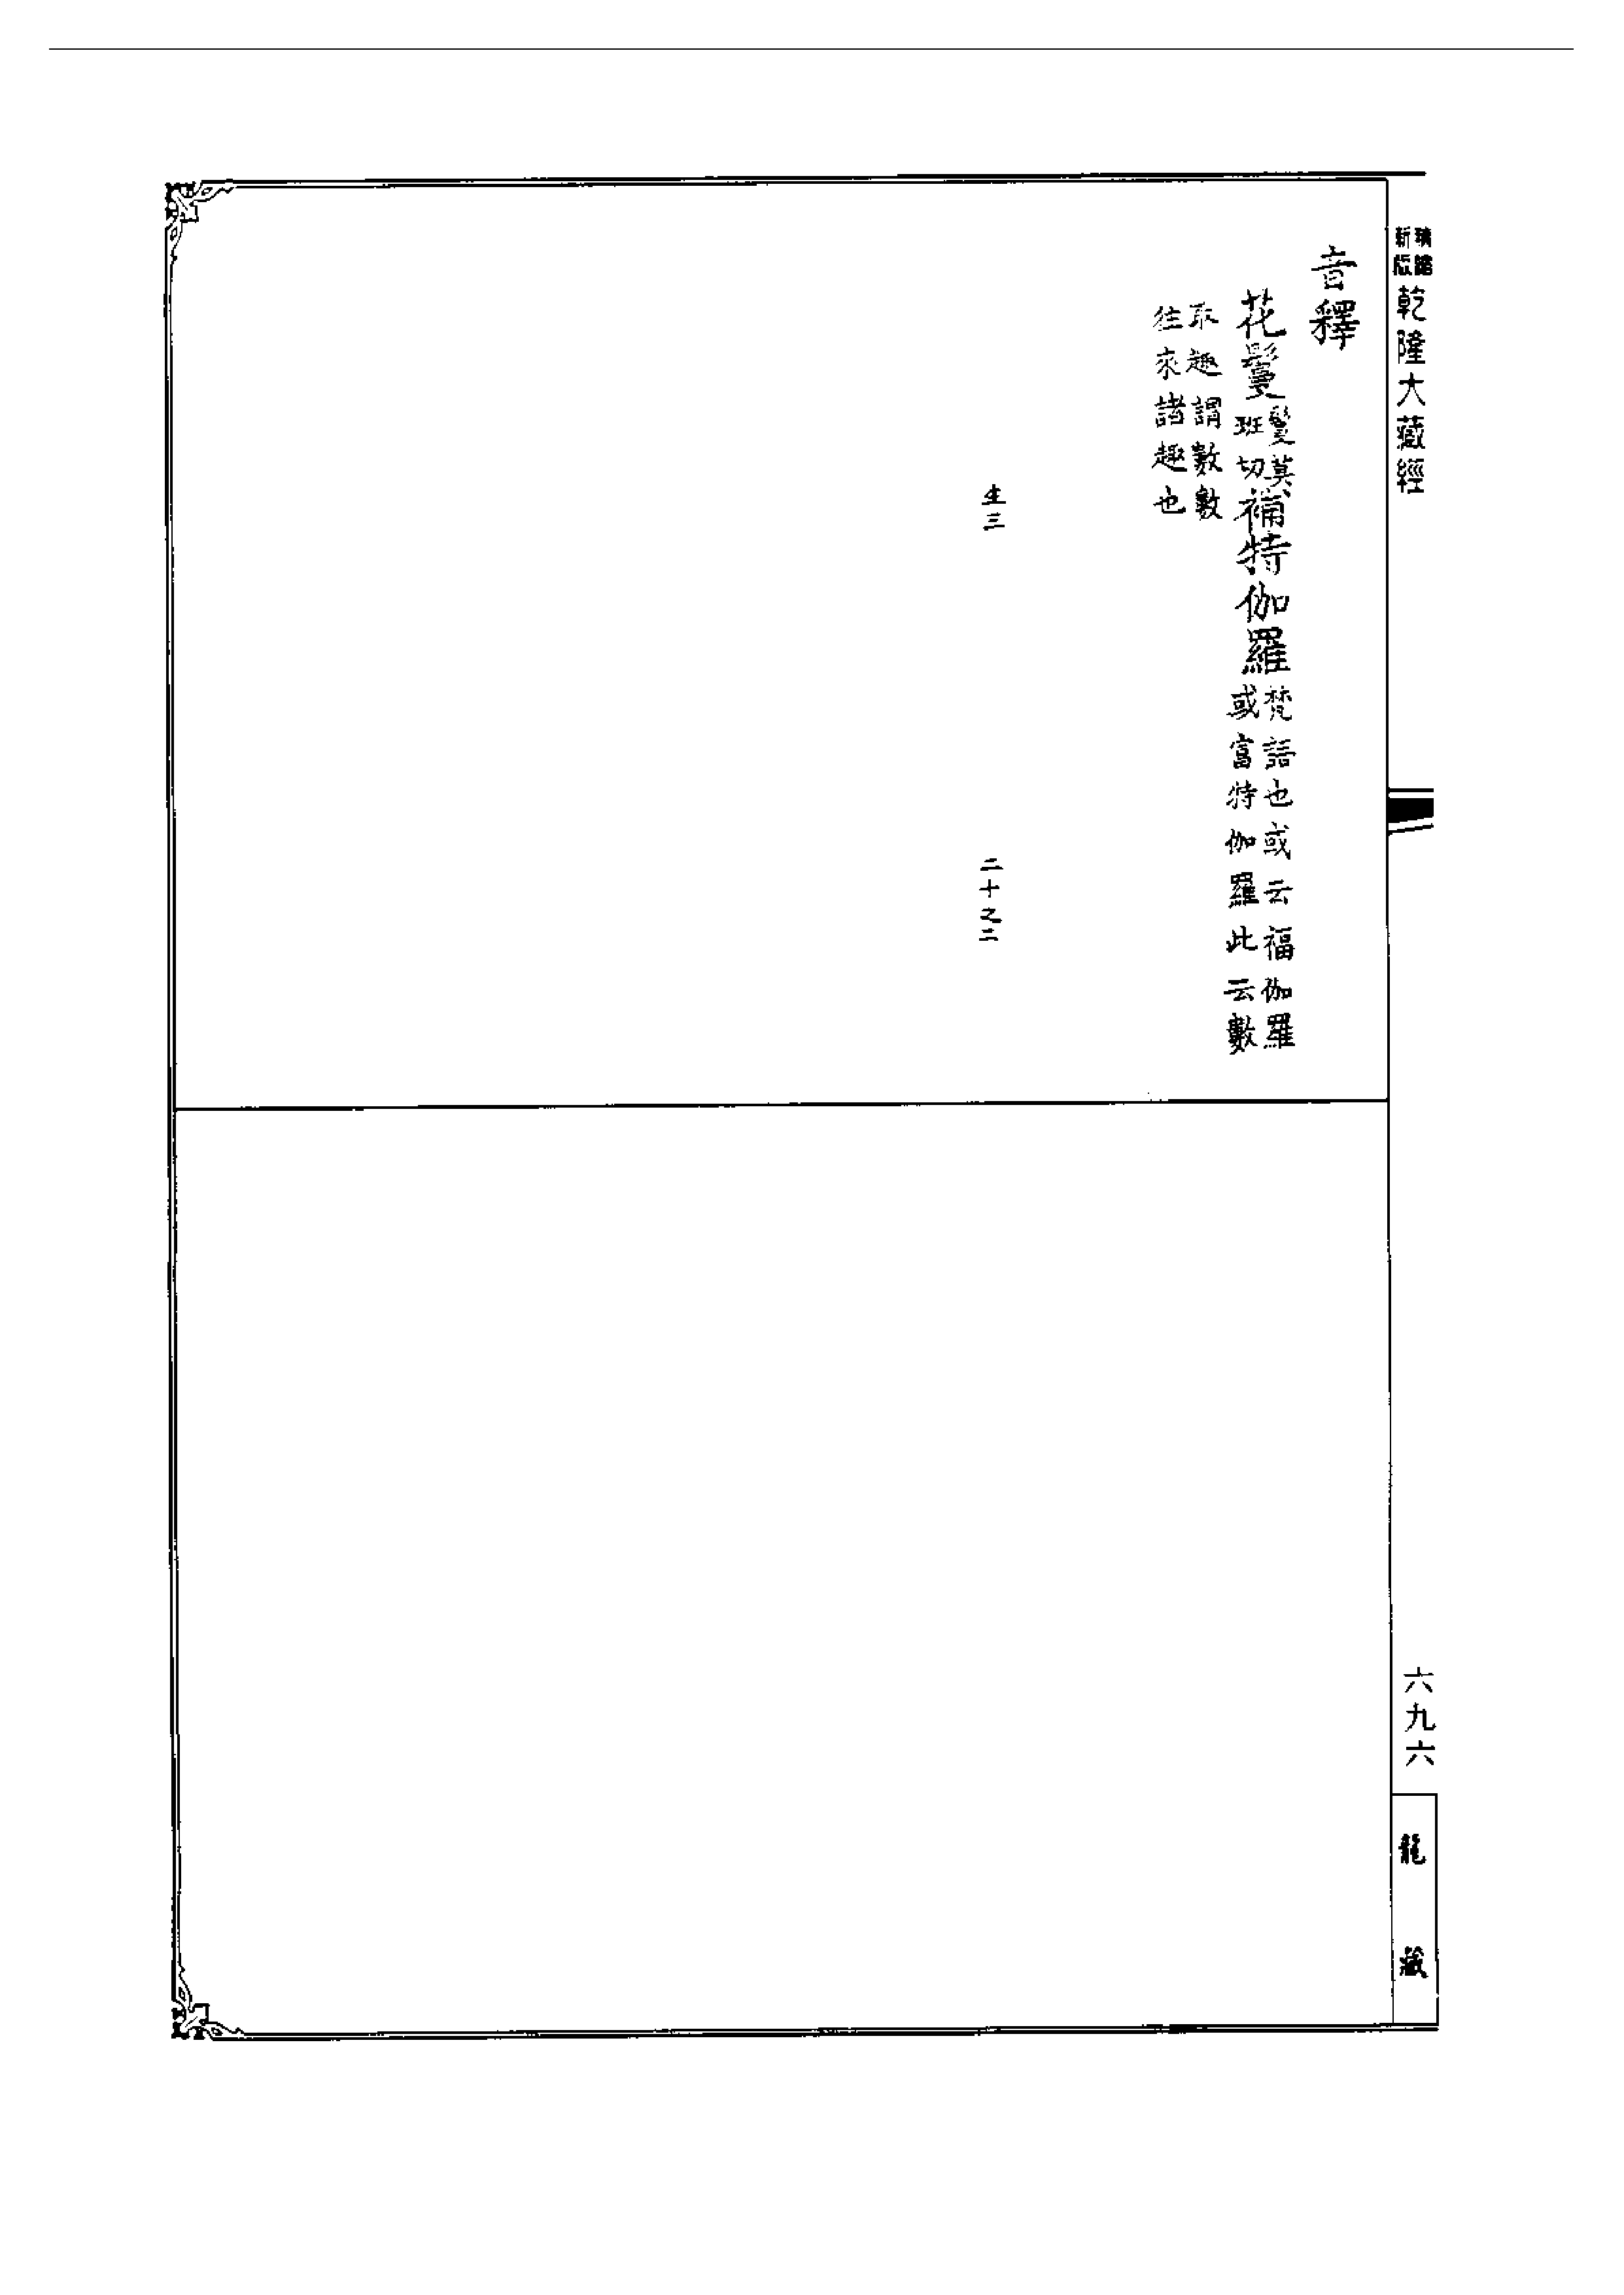 新版
乾隆大藏經
音釋
花鬘鬘莫班切補特伽羅梵語也或云福伽羅或富特伽羅此云數
取趣謂數數往來諸趣也
生三
二十之二
六九六
龍藏